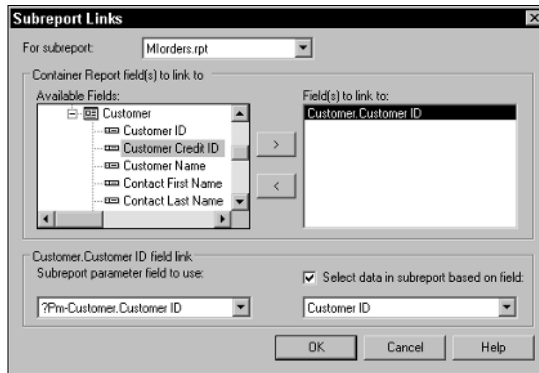 Subreport Links
For subreport:
MIorders.rpt
Container Report field(s) to link to
Available Fields:
Field(s) to link to:
Customer
Customer ID
Customer Credit ID
Customer Name
Contact First Name
Contact Last Name
>
<
Customer.Customer ID
Customer.Customer ID field link
Subreport parameter field to use:
Select data in subreport based on field:
?Pm-Customer.Customer ID
Customer ID
OK
Cancel
Help